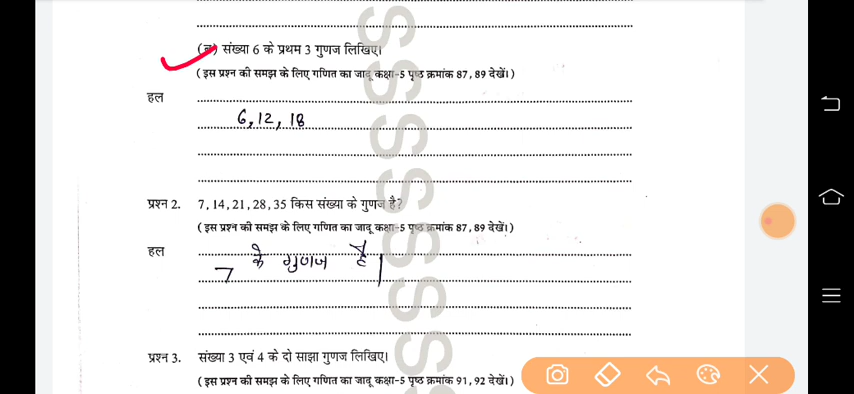 (ब) संख्या 6 के प्रथम 3 गुणज लिखिए।
(इस प्रश्न की समझ के लिए गणित का जादू कक्षा-5 पृष्ठ क्रमांक 87, 89 देखें।)
हल
6, 12, 18
प्रश्न 2. 7, 14, 21, 28, 35 किस संख्या के गुणज है?
(इस प्रश्न की समझ के लिए गणित का जादू कक्षा-5 पृष्ठ क्रमांक 87, 89 देखें।)
हल
7 के गुणज है।
प्रश्न 3. संख्या 3 एवं 4 के दो साझा गुणज लिखिए।
(इस प्रश्न की समझ के लिए गणित का जादू कक्षा-5 पृष्ठ क्रमांक 91, 92 देखें।)
SSSSSSSSS